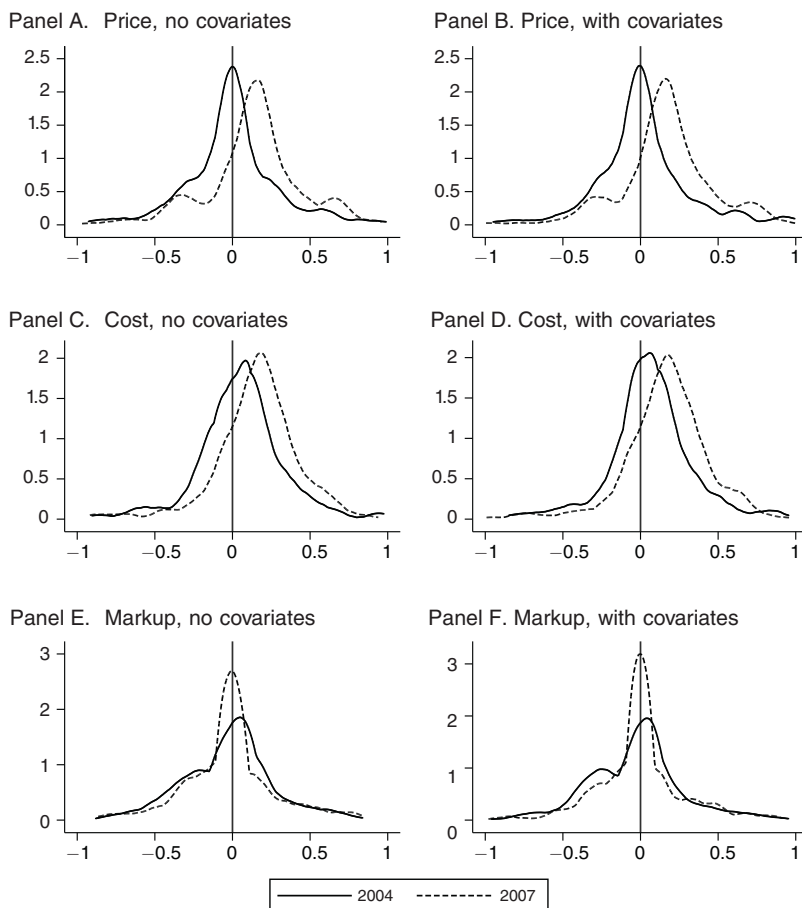 Panel A. Price, no covariates
2.5
2
1.5
1
0.5
0
−1 −0.5 0 0.5 1
Panel B. Price, with covariates
2.5
2
1.5
1
0.5
0
−1 −0.5 0 0.5 1
Panel C. Cost, no covariates
2
1.5
1
0.5
0
−1 −0.5 0 0.5 1
Panel D. Cost, with covariates
2
1.5
1
0.5
0
−1 −0.5 0 0.5 1
Panel E. Markup, no covariates
3
2
1
0
−1 −0.5 0 0.5 1
Panel F. Markup, with covariates
3
2
1
0
−1 −0.5 0 0.5 1
2004 2007